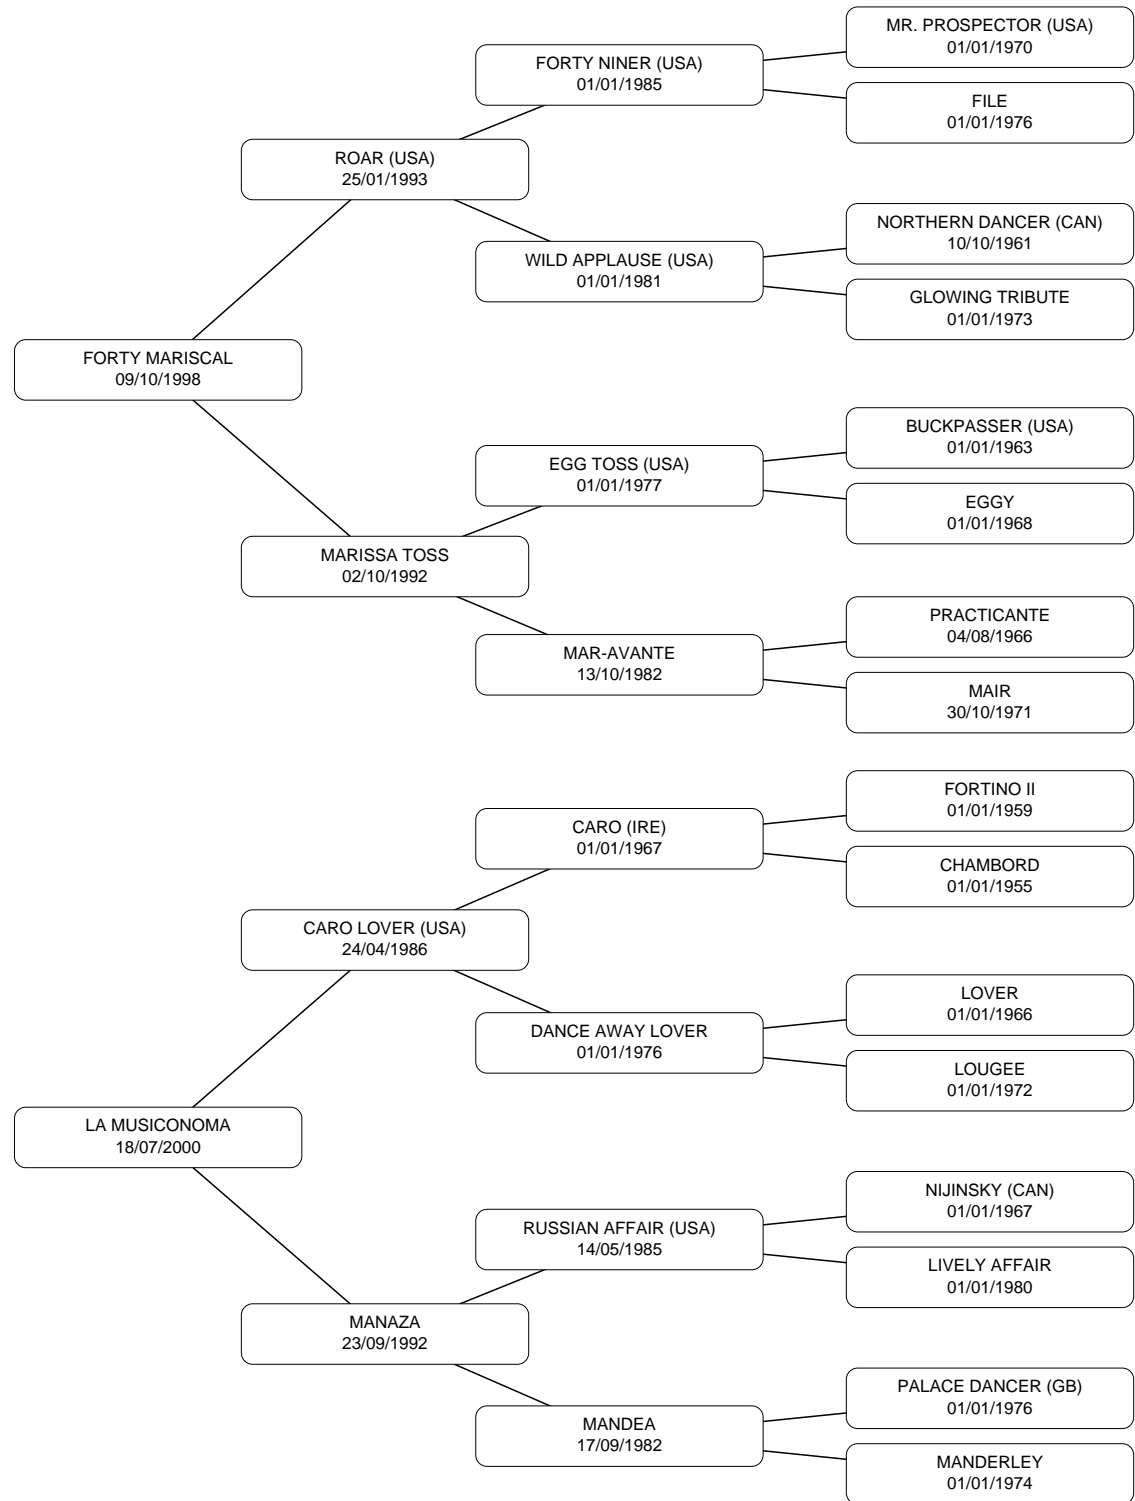 MR. PROSPECTOR (USA)
01/01/1970
FORTY NINER (USA)
01/01/1985
FILE
01/01/1976
ROAR (USA)
25/01/1993
NORTHERN DANCER (CAN)
10/10/1961
WILD APPLAUSE (USA)
01/01/1981
GLOWING TRIBUTE
01/01/1973
FORTY MARISCAL
09/10/1998
BUCKPASSER (USA)
01/01/1963
EGG TOSS (USA)
01/01/1977
EGGY
01/01/1968
MARISSA TOSS
02/10/1992
PRACTICANTE
04/08/1966
MAR-AVANTE
13/10/1982
MAIR
30/10/1971
FORTINO II
01/01/1959
CARO (IRE)
01/01/1967
CHAMBORD
01/01/1955
CARO LOVER (USA)
24/04/1986
LOVER
01/01/1966
DANCE AWAY LOVER
01/01/1976
LOUGEE
01/01/1972
LA MUSICONOMA
18/07/2000
NIJINSKY (CAN)
01/01/1967
RUSSIAN AFFAIR (USA)
14/05/1985
LIVELY AFFAIR
01/01/1980
MANAZA
23/09/1992
PALACE DANCER (GB)
01/01/1976
MANDEA
17/09/1982
MANDERLEY
01/01/1974